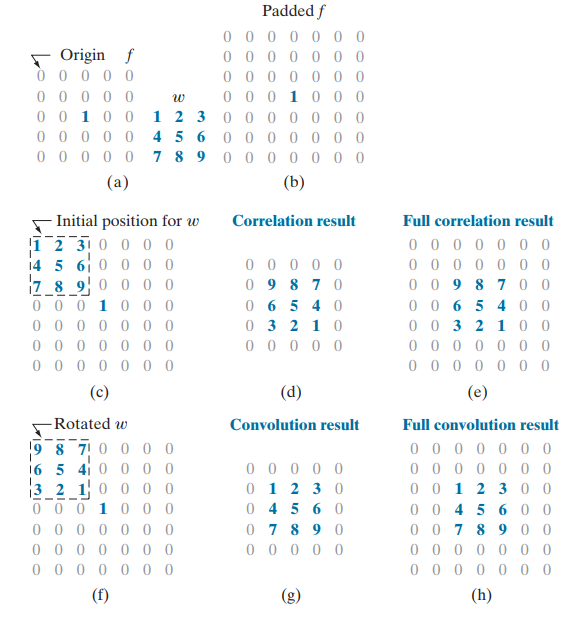 Origin f
0 0 0 0 0
0 0 0 0 0
0 0 1 0 0
0 0 0 0 0
0 0 0 0 0
w
1 2 3
4 5 6
7 8 9
(a)
Padded f
0 0 0 0 0 0 0
0 0 0 0 0 0 0
0 0 0 0 0 0 0
0 0 0 1 0 0 0
0 0 0 0 0 0 0
0 0 0 0 0 0 0
0 0 0 0 0 0 0
(b)
Initial position for w
1 2 3 0 0 0 0
4 5 6 0 0 0 0
7 8 9 0 0 0 0
0 0 0 1 0 0 0
0 0 0 0 0 0 0
0 0 0 0 0 0 0
0 0 0 0 0 0 0
(c)
Correlation result
0 0 0 0 0
0 9 8 7 0
0 6 5 4 0
0 3 2 1 0
0 0 0 0 0
(d)
Full correlation result
0 0 0 0 0 0 0
0 0 0 0 0 0 0
0 0 9 8 7 0 0
0 0 6 5 4 0 0
0 0 3 2 1 0 0
0 0 0 0 0 0 0
0 0 0 0 0 0 0
(e)
Rotated w
9 8 7 0 0 0 0
6 5 4 0 0 0 0
3 2 1 0 0 0 0
0 0 0 1 0 0 0
0 0 0 0 0 0 0
0 0 0 0 0 0 0
0 0 0 0 0 0 0
(f)
Convolution result
0 0 0 0 0
0 1 2 3 0
0 4 5 6 0
0 7 8 9 0
0 0 0 0 0
(g)
Full convolution result
0 0 0 0 0 0 0
0 0 0 0 0 0 0
0 0 1 2 3 0 0
0 0 4 5 6 0 0
0 0 7 8 9 0 0
0 0 0 0 0 0 0
0 0 0 0 0 0 0
(h)